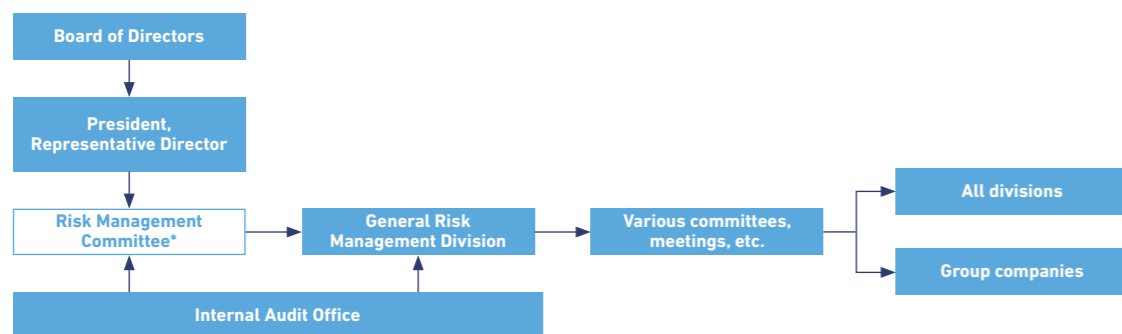 Board of Directors
President,
Representative Director
Risk Management
Committee*
General Risk
Management Division
Various committees,
meetings, etc.
All divisions
Group companies
Internal Audit Office